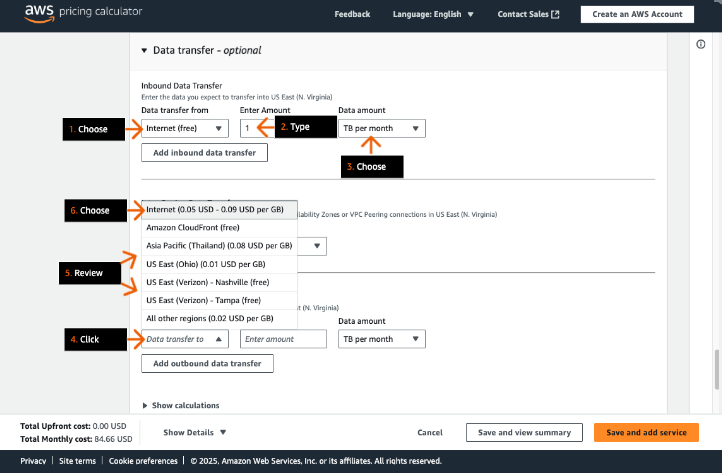 aws pricing calculator
Feedback Language: English Contact Sales Create an AWS Account
Data transfer - optional
Inbound Data Transfer
Enter the data you expect to transfer into US East (N. Virginia)
Data transfer from Enter Amount Data amount
1. Choose Internet (free) 1 2. Type TB per month
Add inbound data transfer
3. Choose
6. Choose Internet (0.05 USD - 0.09 USD per GB)
ilability Zones or VPC Peering connections in US East (N. Virginia)
Amazon CloudFront (free)
Asia Pacific (Thailand) (0.08 USD per GB)
US East (Ohio) (0.01 USD per GB)
5. Review
US East (Verizon) - Nashville (free)
US East (Verizon) - Tampa (free)
st (N. Virginia)
All other regions (0.02 USD per GB) Data amount
4. Click Data transfer to Enter amount TB per month
Add outbound data transfer
Show calculations
Total Upfront cost: 0.00 USD
Total Monthly cost: 84.66 USD
Show Details Cancel Save and view summary Save and add service
Privacy | Site terms | Cookie preferences | © 2025, Amazon Web Services, Inc. or its affiliates. All rights reserved.